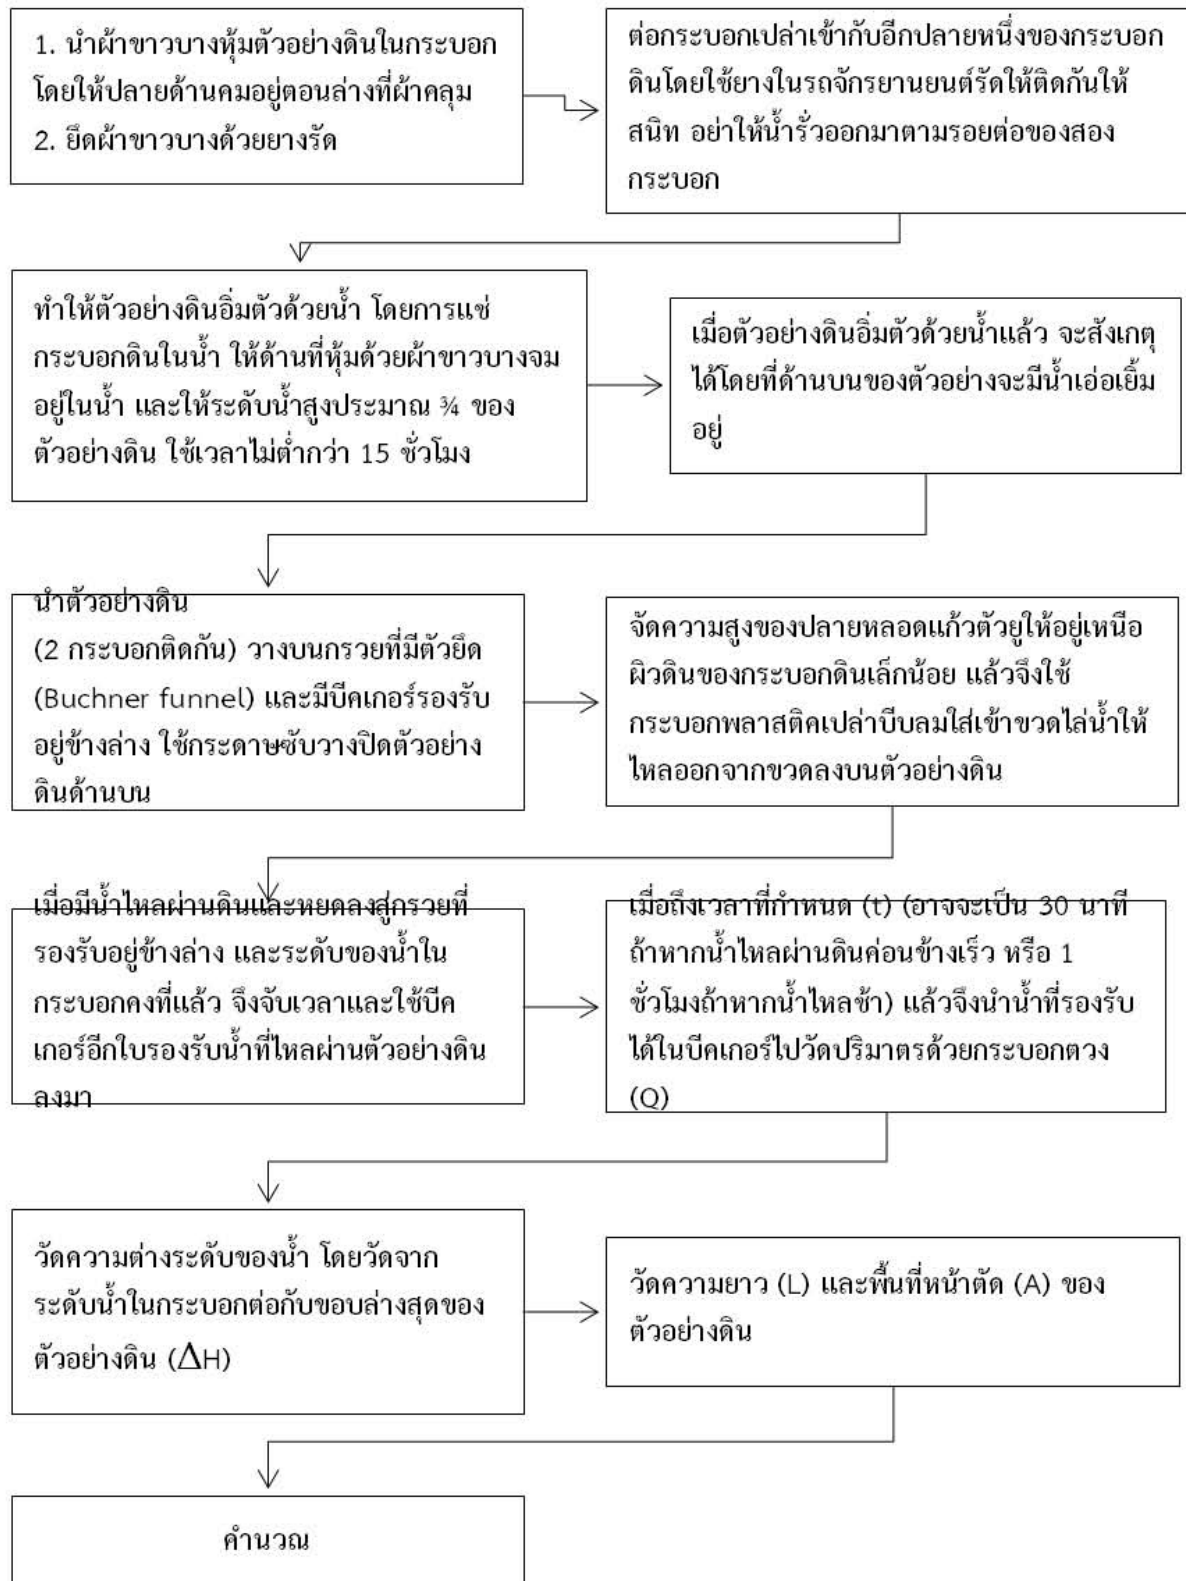 1. นำผ้าขาวบางหุ้มตัวอย่างดินในกระบอก
โดยให้ปลายด้านคมอยู่ตอนล่างที่ผ้าคลุม
2. ยึดผ้าขาวบางด้วยยางรัด
ต่อกระบอกเปล่าเข้ากับอีกปลายหนึ่งของกระบอก
ดินโดยใช้ยางในรถจักรยานยนต์รัดให้ติดกันให้
สนิท อย่าให้น้ำรั่วออกมาตามรอยต่อของสอง
กระบอก
ทำให้ตัวอย่างดินอิ่มตัวด้วยน้ำ โดยการแช่
กระบอกดินในน้ำ ให้ด้านที่หุ้มด้วยผ้าขาวบางจม
อยู่ในน้ำ และให้ระดับน้ำสูงประมาณ ¾ ของ
ตัวอย่างดิน ใช้เวลาไม่ต่ำกว่า 15 ชั่วโมง
เมื่อตัวอย่างดินอิ่มตัวด้วยน้ำแล้ว จะสังเกตุ
ได้โดยที่ด้านบนของตัวอย่างจะมีน้ำเอ่อเยิ้ม
อยู่
นำตัวอย่างดิน
(2 กระบอกติดกัน) วางบนกรวยที่มีตัวยึด
(Buchner funnel) และมีบีคเกอร์รองรับ
อยู่ข้างล่าง ใช้กระดาษซับวางปิดตัวอย่าง
ดินด้านบน
จัดความสูงของปลายหลอดแก้วตัวยูให้อยู่เหนือ
ผิวดินของกระบอกดินเล็กน้อย แล้วจึงใช้
กระบอกพลาสติคเปล่าบีบลมใส่เข้าขวดไล่น้ำให้
ไหลออกจากขวดลงบนตัวอย่างดิน
เมื่อมีน้ำไหลผ่านดินและหยดลงสู่กรวยที่
รองรับอยู่ข้างล่าง และระดับของน้ำใน
กระบอกคงที่แล้ว จึงจับเวลาและใช้บีค
เกอร์อีกใบรองรับน้ำที่ไหลผ่านตัวอย่างดิน
ลงมา
เมื่อถึงเวลาที่กำหนด (t) (อาจจะเป็น 30 นาที
ถ้าหากน้ำไหลผ่านดินค่อนข้างเร็ว หรือ 1
ชั่วโมงถ้าหากน้ำไหลช้า) แล้วจึงนำน้ำที่รองรับ
ได้ในบีคเกอร์ไปวัดปริมาตรด้วยกระบอกตวง
(Q)
วัดความต่างระดับของน้ำ โดยวัดจาก
ระดับน้ำในกระบอกต่อกับขอบล่างสุดของ
ตัวอย่างดิน (ΔH)
วัดความยาว (L) และพื้นที่หน้าตัด (A) ของ
ตัวอย่างดิน
คำนวณ